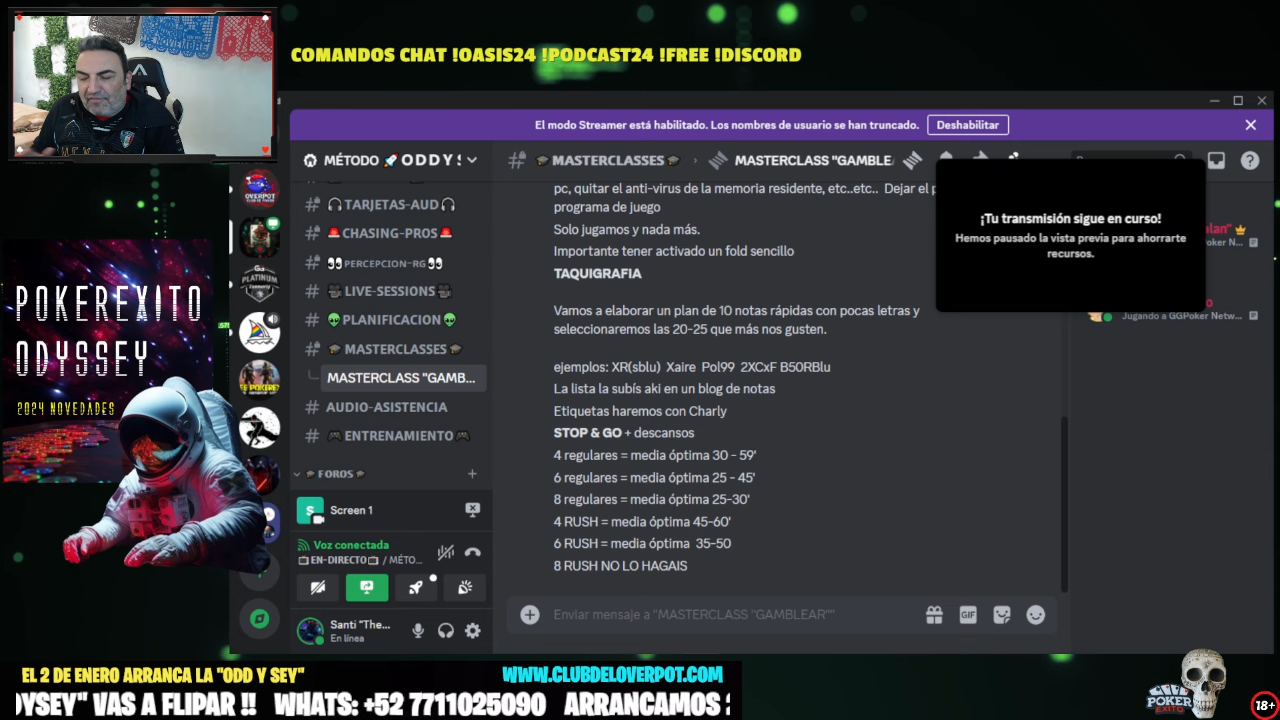 COMANDOS CHAT !OASIS24 !PODCAST24 !FREE !DISCORD
El modo Streamer está habilitado. Los nombres de usuario se han truncado.
Deshabilitar
MÉTODO 🚀 O D D Y S
🎓MASTERCLASSES🎓
MASTERCLASS "GAMBLEA
TARJETAS-AUD
CHASING-PROS
PERCEPCION-RG
LIVE-SESSIONS
PLANIFICACION
MASTERCLASSES
MASTERCLASS "GAMB...
AUDIO-ASISTENCIA
ENTRENAMIENTO
FOROS
Screen 1
Voz conectada
EN-DIRECTO / MÉTO...
Santi "The...
En línea
pc, quitar el anti-virus de la memoria residente, etc..etc.. Dejar el p
programa de juego
Solo jugamos y nada más.
Importante tener activado un fold sencillo
TAQUIGRAFIA
Vamos a elaborar un plan de 10 notas rápidas con pocas letras y
seleccionaremos las 20-25 que más nos gusten.
ejemplos: XR(sblu) Xaire Pol99 2XCxF B50RBlu
La lista la subís aki en un blog de notas
Etiquetas haremos con Charly
STOP & GO + descansos
4 regulares = media óptima 30 - 59'
6 regulares = media óptima 25 - 45'
8 regulares = media óptima 25-30'
4 RUSH = media óptima 45-60'
6 RUSH = media óptima 35-50
8 RUSH NO LO HAGAIS
Enviar mensaje a "MASTERCLASS "GAMBLEAR""
GIF
¡Tu transmisión sigue en curso!
Hemos pausado la vista previa para ahorrarte
recursos.
lan"
oker N...
Jugando a GGPoker Netw...
OVERPOT
PLATINUM
POKEREXITO
ODYSSEY
2024 NOVEDADES
EL 2 DE ENERO ARRANCA LA "ODD Y SEY"
WWW.CLUBDELOVERPOT.COM
DYSEY" VAS A FLIPAR !! WHATS: +52 7711025090 ARRANCAMOS
POKER
EXITO
18+